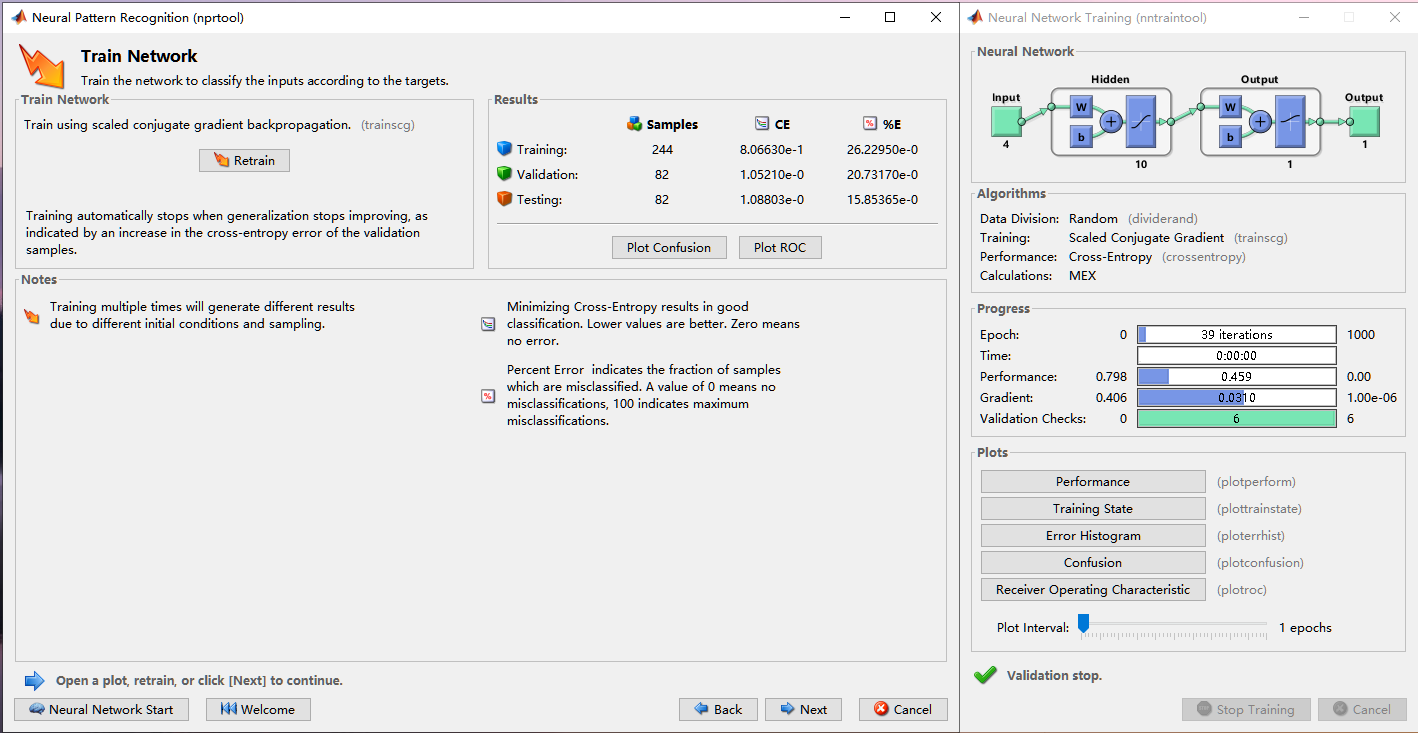 Neural Pattern Recognition (nprtool)
Train Network
Train the network to classify the inputs according to the targets.
Train Network
Train using scaled conjugate gradient backpropagation. (trainscg)
Retrain
Training automatically stops when generalization stops improving, as
indicated by an increase in the cross-entropy error of the validation
samples.
Results
Samples CE %E
Training: 244 8.06630e-1 26.22950e-0
Validation: 82 1.05210e-0 20.73170e-0
Testing: 82 1.08803e-0 15.85365e-0
Plot Confusion Plot ROC
Notes
Training multiple times will generate different results
due to different initial conditions and sampling.
Minimizing Cross-Entropy results in good
classification. Lower values are better. Zero means
no error.
%
Percent Error indicates the fraction of samples
which are misclassified. A value of 0 means no
misclassifications, 100 indicates maximum
misclassifications.
Open a plot, retrain, or click [Next] to continue.
Neural Network Start Welcome Back Next Cancel
Neural Network Training (nntraintool)
Neural Network
Hidden Output
Input Output
W W
b b
+ +
4 1
10 1
Algorithms
Data Division: Random (dividerand)
Training: Scaled Conjugate Gradient (trainscg)
Performance: Cross-Entropy (crossentropy)
Calculations: MEX
Progress
Epoch: 0 39 iterations 1000
Time: 0:00:00
Performance: 0.798 0.459 0.00
Gradient: 0.406 0.0310 1.00e-06
Validation Checks: 0 6 6
Plots
Performance (plotperform)
Training State (plottrainstate)
Error Histogram (ploterrhist)
Confusion (plotconfusion)
Receiver Operating Characteristic (plotroc)
Plot Interval: 1 epochs
Validation stop.
Stop Training Cancel